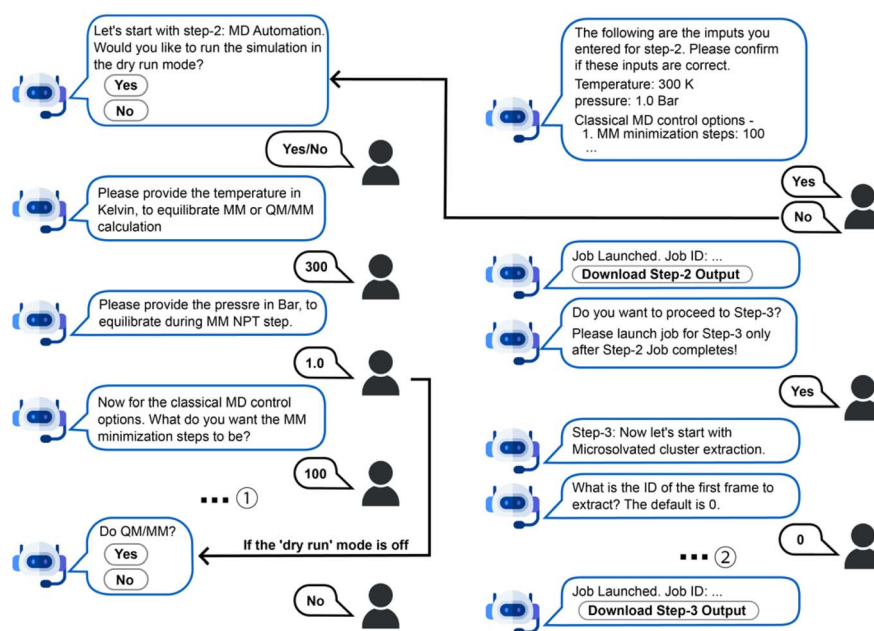 Let's start with step-2: MD Automation.
Would you like to run the simulation in
the dry run mode?
Yes
No
Yes/No
Please provide the temperature in
Kelvin, to equilibrate MM or QM/MM
calculation
300
Please provide the pressre in Bar, to
equilibrate during MM NPT step.
1.0
Now for the classical MD control
options. What do you want the MM
minimization steps to be?
100
... 1
Do QM/MM?
Yes
No
If the 'dry run' mode is off
No
The following are the imputs you
entered for step-2. Please confirm
if these inputs are correct.
Temperature: 300 K
pressure: 1.0 Bar
Classical MD control options -
1. MM minimization steps: 100
...
Yes
No
Job Launched. Job ID: ...
Download Step-2 Output
Do you want to proceed to Step-3?
Please launch job for Step-3 only
after Step-2 Job completes!
Yes
Step-3: Now let's start with
Microsolvated cluster extraction.
What is the ID of the first frame to
extract? The default is 0.
0
... 2
Job Launched. Job ID: ...
Download Step-3 Output